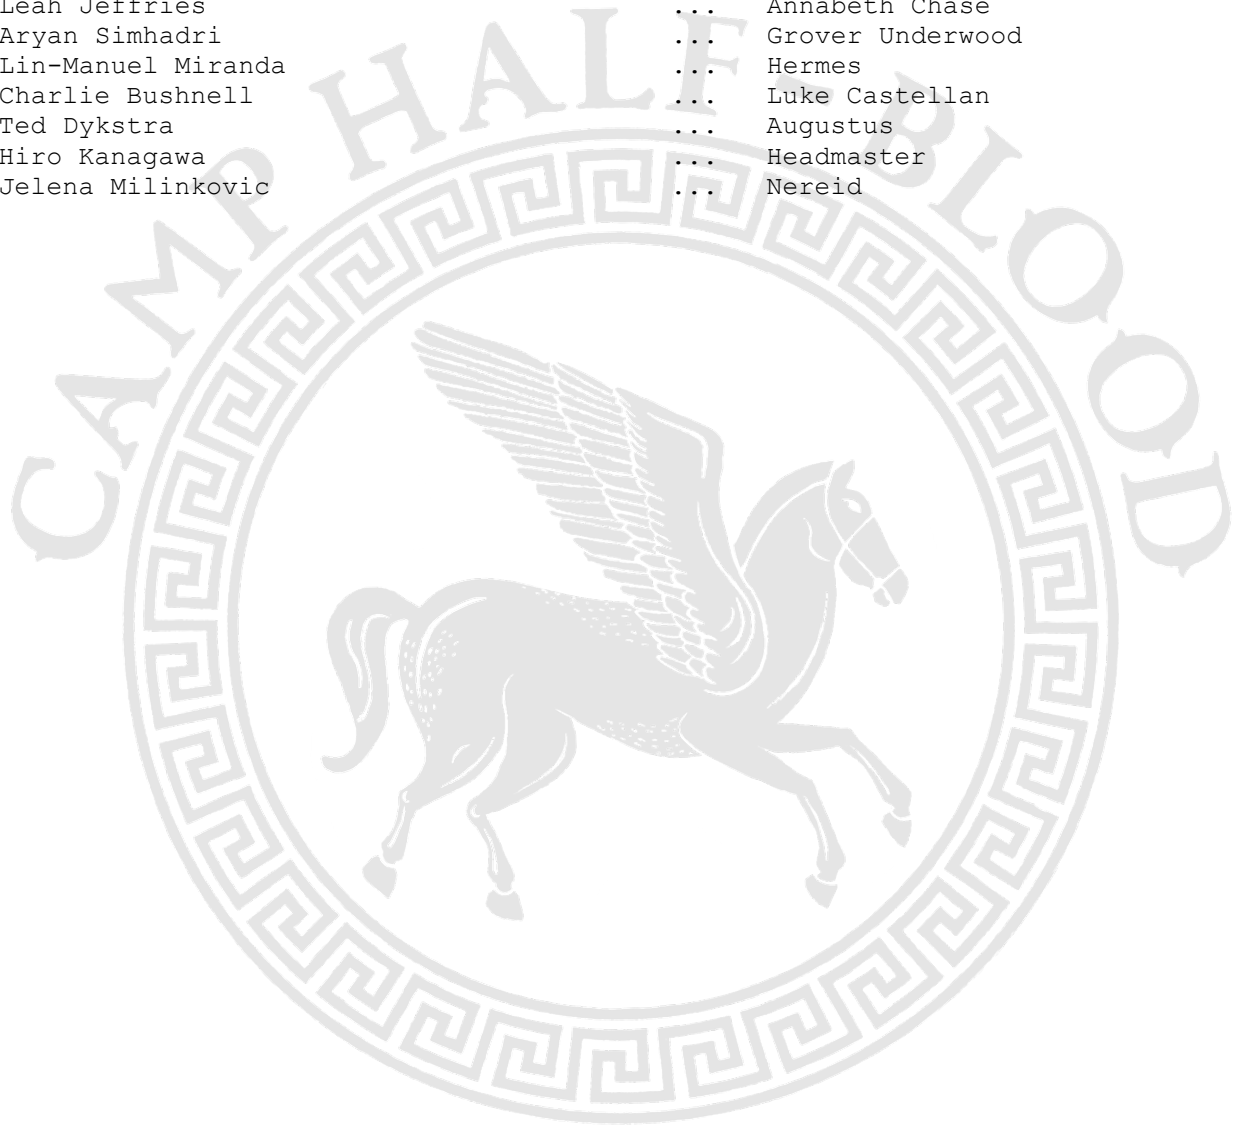 Leah Jeffries ... Annabeth Chase
Aryan Simhadri ... Grover Underwood
Lin-Manuel Miranda ... Hermes
Charlie Bushnell ... Luke Castellan
Ted Dykstra ... Augustus
Hiro Kanagawa ... Headmaster
Jelena Milinkovic ... Nereid
CAMP HALF-BLOOD